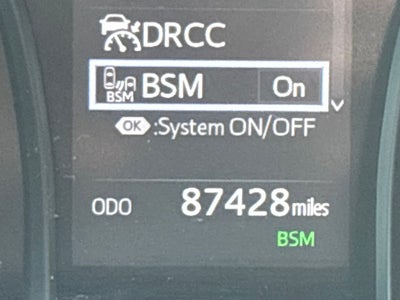 DRCC
BSM BSM On
OK :System ON/OFF
ODO 87428 miles
BSM